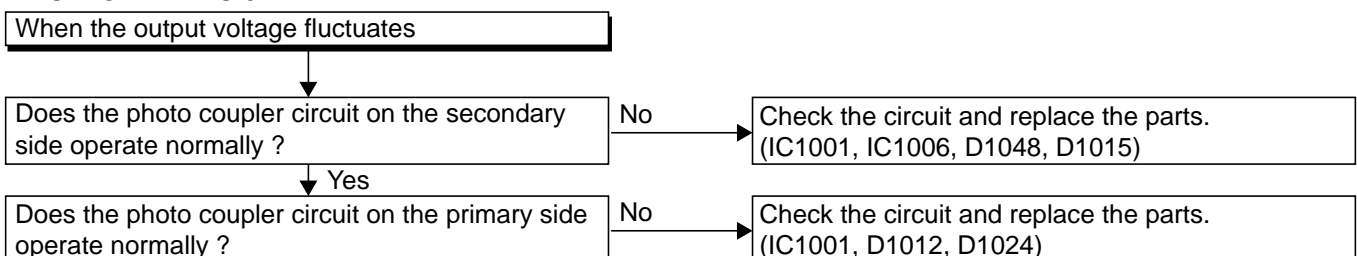 When the output voltage fluctuates
Does the photo coupler circuit on the secondary
side operate normally ?
No
Check the circuit and replace the parts.
(IC1001, IC1006, D1048, D1015)
Yes
Does the photo coupler circuit on the primary side
operate normally ?
No
Check the circuit and replace the parts.
(IC1001, D1012, D1024)